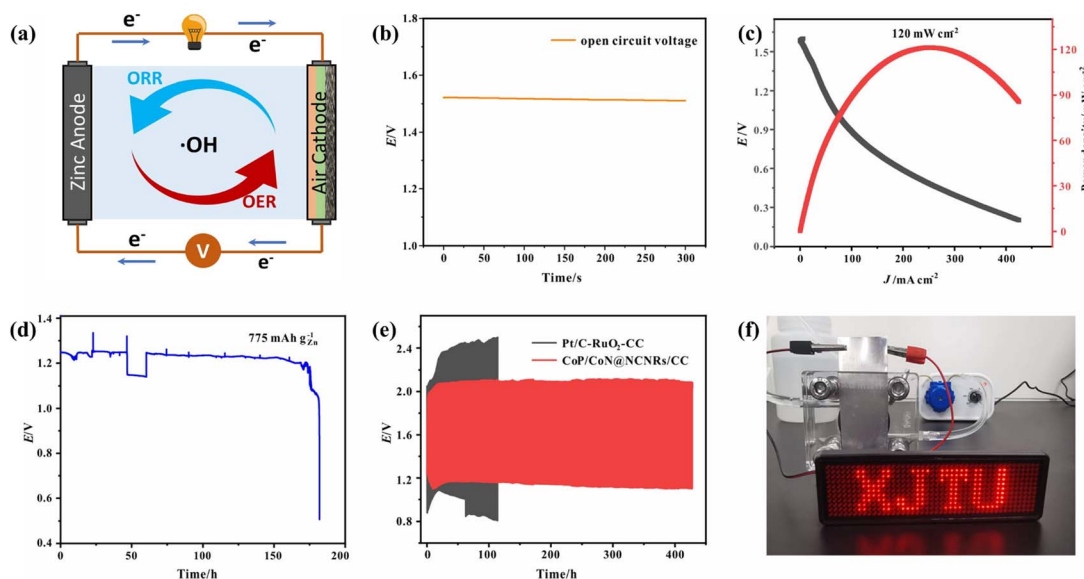 (a)
e⁻
e⁻
ORR
Zinc Anode
·OH
Air Cathode
OER
e⁻
V
e⁻
(b)
open circuit voltage
1.8
1.6
1.4
1.2
1.0
E/V
0 50 100 150 200 250 300
Time/s
(c)
120 mW cm⁻²
1.5
1.2
0.9
0.6
0.3
0.0
E/V
120
90
60
30
0
0 100 200 300 400
J/mA cm⁻²
(d)
775 mAh g⁻¹Zn
1.4
1.2
1.0
0.8
0.6
0.4
E/V
0 50 100 150 200
Time/h
(e)
Pt/C-RuO₂-CC
CoP/CoN@NCNRs/CC
2.4
2.0
1.6
1.2
0.8
E/V
0 100 200 300 400
Time/h
(f)
XJTU